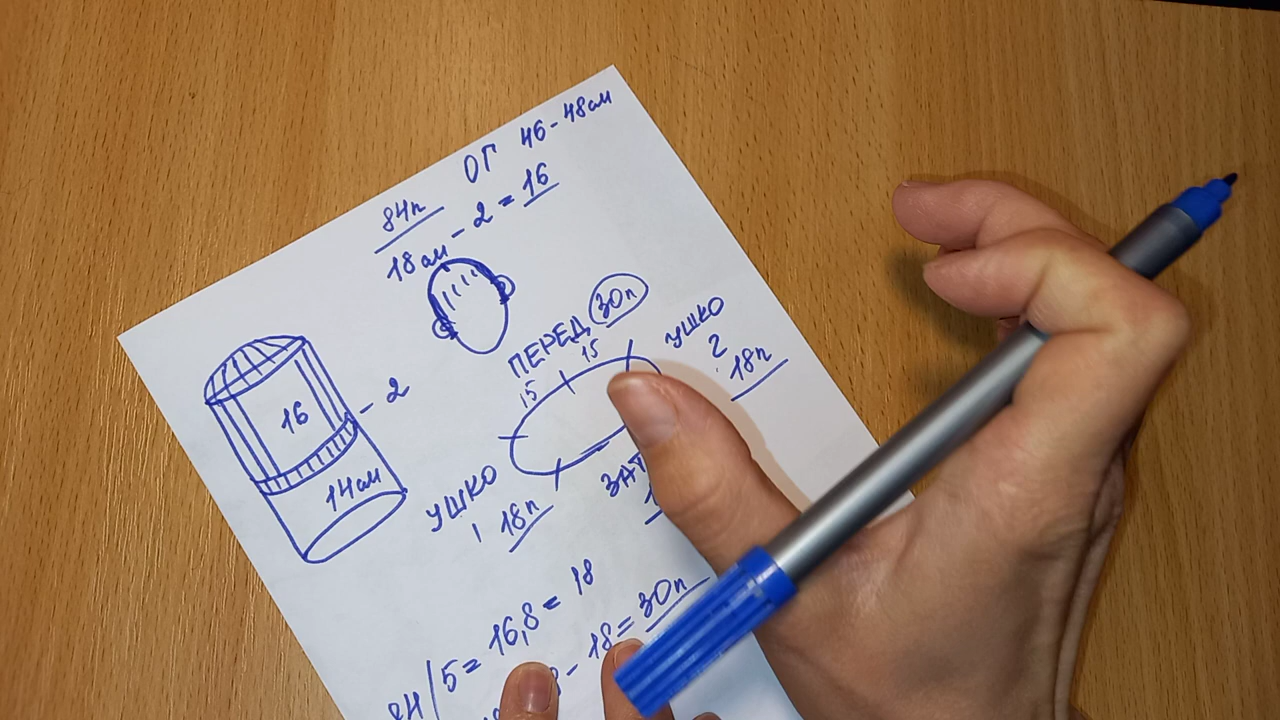 ОГ 46-48см
84п
18см - 2 = 16
ПЕРЕД 30п
15
15
УШКО
2
18п
16
- 2
14см
УШКО
1 18п
84/5 = 16,8 = 18
- 18 = 30п